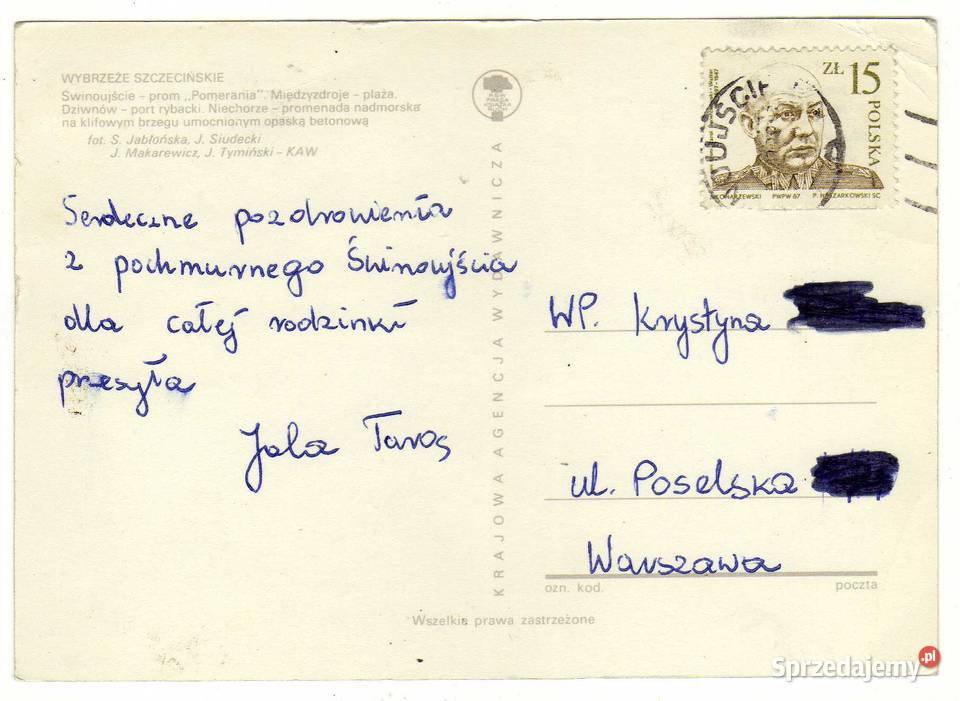 WYBRZEŻE SZCZECIŃSKIE
Świnoujście – prom „Pomerania”. Międzyzdroje – plaża.
Dziwnów – port rybacki. Niechorze – promenada nadmorska
na klifowym brzegu umocnionym opaską betonową
fot. S. Jabłońska, J. Siudecki
J. Makarewicz, J. Tymiński – KAW
Serdeczne pozdrowienia
z pochmurnego Świnoujścia
dla całej rodzinki
przesyła
Jola Taros
KRAJOWA AGENCJA WYDAWNICZA
ZŁ 15
POLSKA
PWPW 87
WP. Krystyna
ul. Poselska
Warszawa
ozn. kod. poczta
Wszelkie prawa zastrzeżone
Sprzedajemy.pl